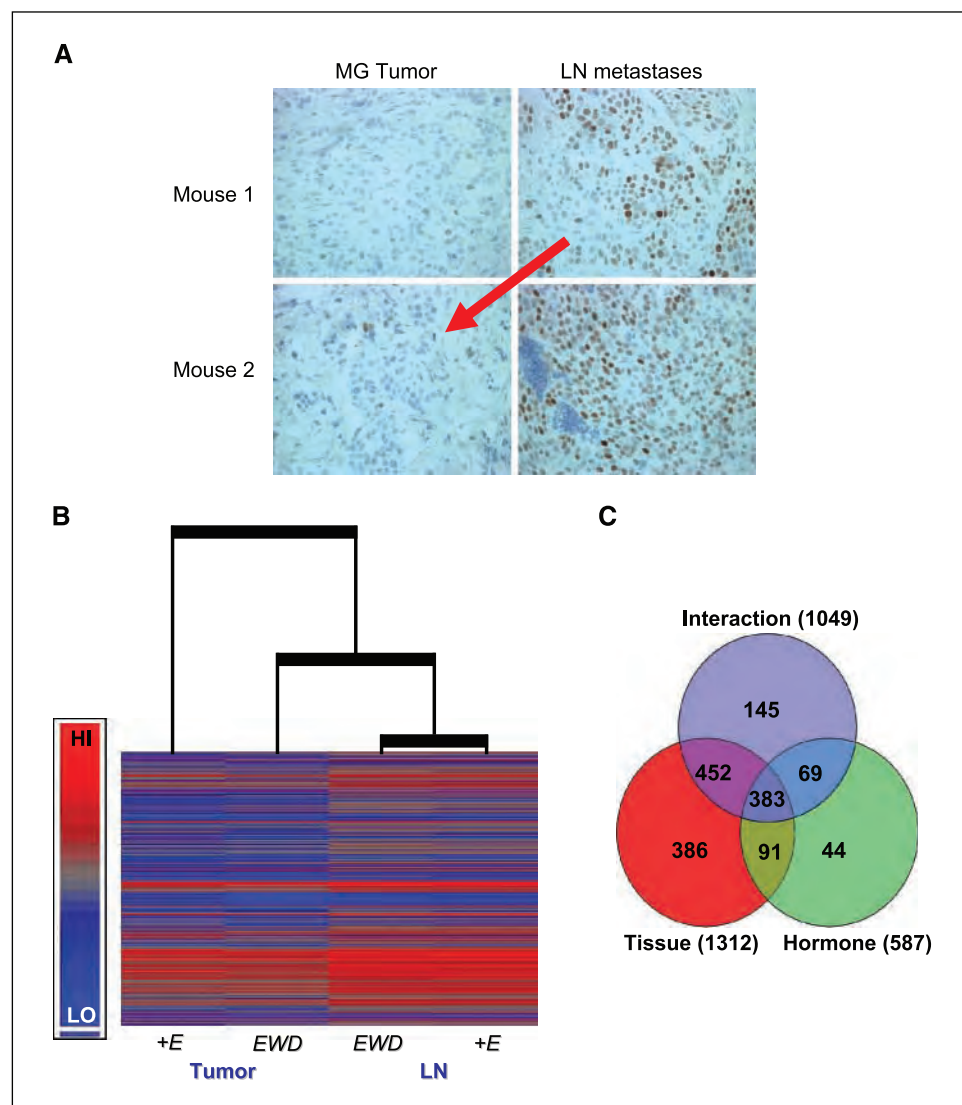 A
MG Tumor LN metastases
Mouse 1
Mouse 2
B
HI
LO
+E EWD EWD +E
Tumor LN
C
Interaction (1049)
145
452 69
383
386 91 44
Tissue (1312) Hormone (587)